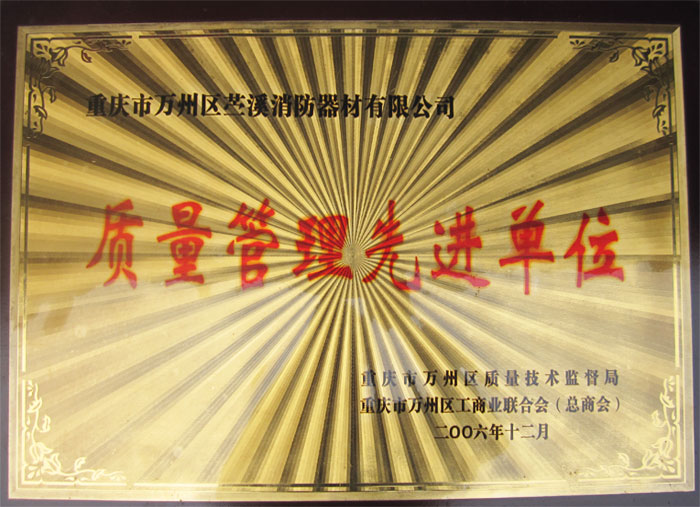 重庆市万州区苎溪消防器材有限公司
质量管理先进单位
重庆市万州区质量技术监督局
重庆市万州区工商业联合会（总商会）
二00六年十二月